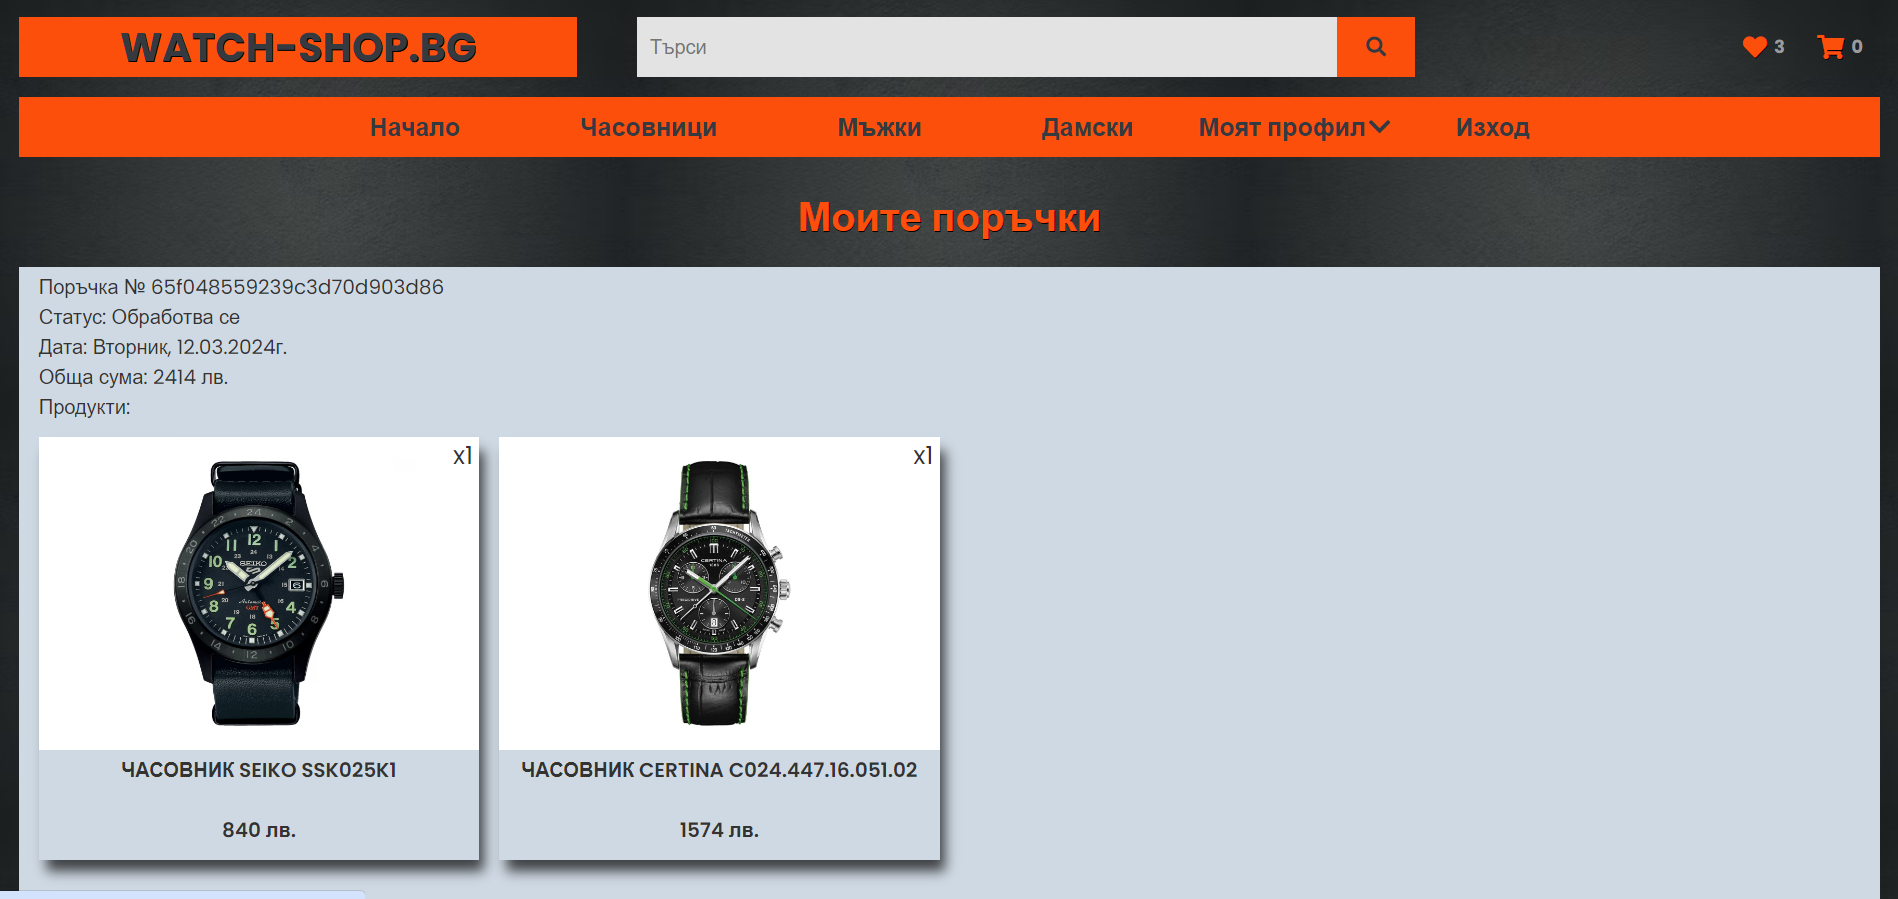 WATCH-SHOP.BG
Търси
3
0
Начало
Часовници
Мъжки
Дамски
Моят профил
Изход
Моите поръчки
Поръчка № 65f048559239c3d70d903d86
Статус: Обработва се
Дата: Вторник, 12.03.2024г.
Обща сума: 2414 лв.
Продукти:
x1
SEIKO
x1
CERTINA
ЧАСОВНИК SEIKO SSK025K1
840 лв.
ЧАСОВНИК CERTINA C024.447.16.051.02
1574 лв.